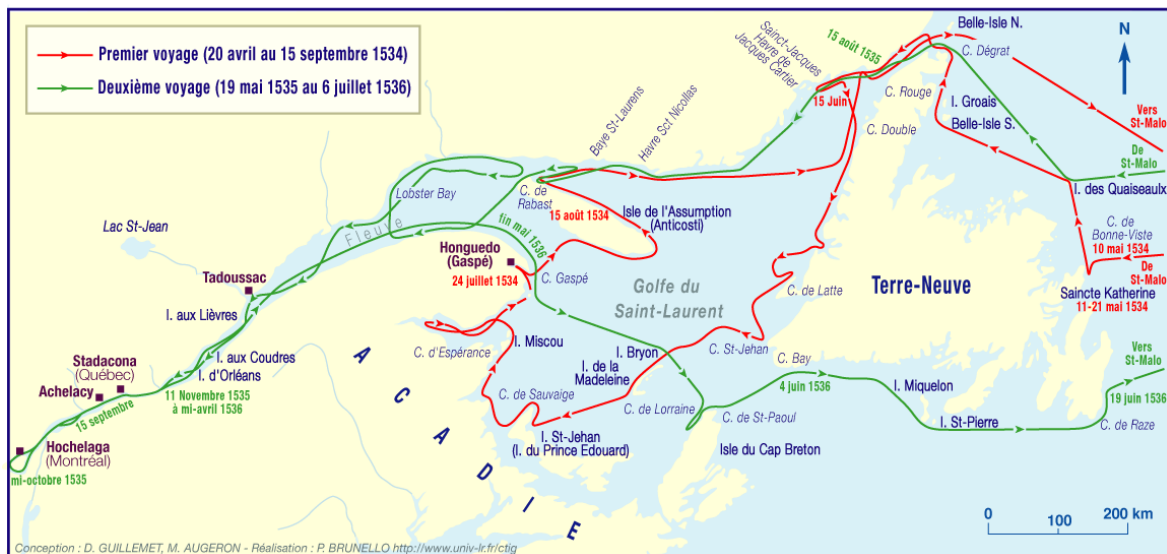 Premier voyage (20 avril au 15 septembre 1534)
Deuxième voyage (19 mai 1535 au 6 juillet 1536)
Belle-Isle N.
N
C. Dégrat
15 août 1535
Sainct-Jacques
Havre de
Jacques Cartier
15 Juin
C. Rouge
I. Groais
Belle-Isle S.
C. Double
Vers
St-Malo
De
St-Malo
I. des Quaiseaulx
Baye St-Laurens
Havre Sct Nicollas
Lobster Bay
C. de
Rabast
15 août 1534
Isle de l'Assumption
(Anticosti)
fin mai 1536
Fleuve
Lac St-Jean
Honguedo
(Gaspé)
24 juillet 1534
C. Gaspé
C. de
Bonne-Viste
10 mai 1534
De
St-Malo
Saincte Katherine
11-21 mai 1534
Tadoussac
Golfe du
Saint-Laurent
C. de Latte
Terre-Neuve
I. aux Lièvres
I. Miscou
C. d'Espérance
C. St-Jehan
I. Bryon
I. de la
Madeleine
C. Bay
Stadacona
(Québec)
I. aux Coudres
I. d'Orléans
Achelacy
11 Novembre 1535
à mi-avril 1536
15 septembre
C. de Sauvaige
C. de Lorraine
4 juin 1536
I. Miquelon
Vers
St-Malo
19 juin 1536
C. de St-Paoul
I. St-Pierre
C. de Raze
Hochelaga
(Montréal)
mi-octobre 1535
I. St-Jehan
(I. du Prince Edouard)
Isle du Cap Breton
ACADIE
0 100 200 km
Conception : D. GUILLEMET, M. AUGERON - Réalisation : P. BRUNELLO http://www.univ-lr.fr/ctig